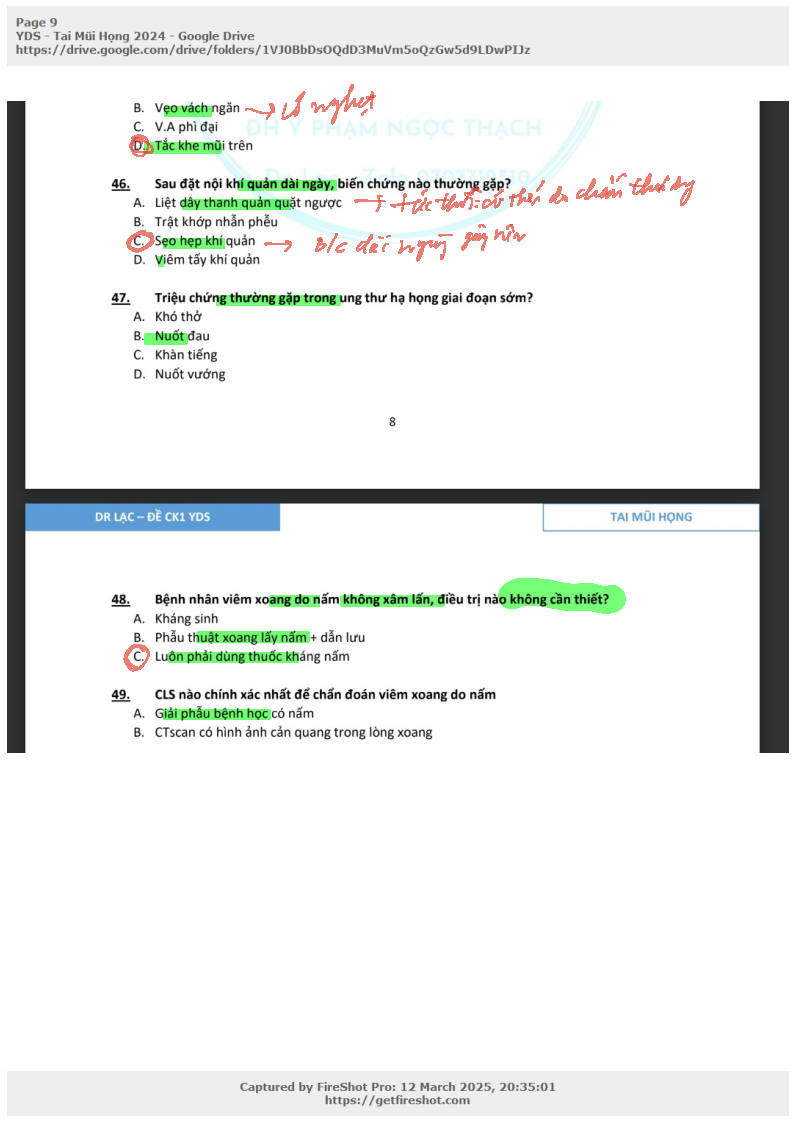 Page 9
YDS - Tai Mũi Họng 2024 - Google Drive
https://drive.google.com/drive/folders/1VJ0BbDsOQdD3MuVm5oQzGw5d9LDwPIJz
B. Vẹo vách ngăn → có nghẹt
C. V.A phì đại
ĐH Y PHẠM NGỌC THẠCH
D. Tắc khe mũi trên
46. Sau đặt nội khí quản dài ngày, biến chứng nào thường gặp?
A. Liệt dây thanh quản quặt ngược → tức thời: có thể do chấn thương
B. Trật khớp nhẫn phễu
C. Sẹo hẹp khí quản → b/c dài ngày gây nên
D. Viêm tấy khí quản
47. Triệu chứng thường gặp trong ung thư hạ họng giai đoạn sớm?
A. Khó thở
B. Nuốt đau
C. Khàn tiếng
D. Nuốt vướng
8
DR LẠC – ĐỀ CK1 YDS
TAI MŨI HỌNG
48. Bệnh nhân viêm xoang do nấm không xâm lấn, điều trị nào không cần thiết?
A. Kháng sinh
B. Phẫu thuật xoang lấy nấm + dẫn lưu
C. Luôn phải dùng thuốc kháng nấm
49. CLS nào chính xác nhất để chẩn đoán viêm xoang do nấm
A. Giải phẫu bệnh học có nấm
B. CTscan có hình ảnh cản quang trong lòng xoang
Captured by FireShot Pro: 12 March 2025, 20:35:01
https://getfireshot.com